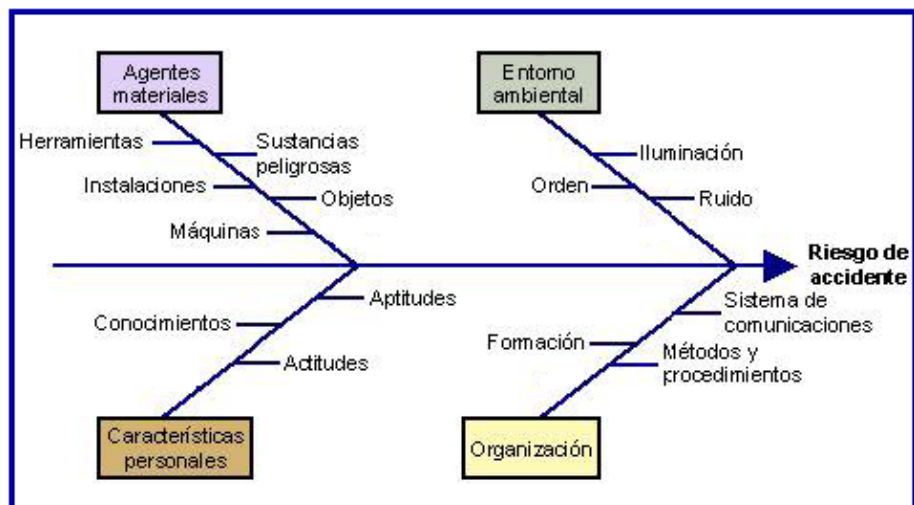 Agentes
materiales
Entorno
ambiental
Herramientas
Sustancias
peligrosas
Iluminación
Instalaciones
Orden
Objetos
Ruido
Máquinas
Riesgo de
accidente
Aptitudes
Sistema de
comunicaciones
Conocimientos
Formación
Métodos y
procedimientos
Actitudes
Características
personales
Organización